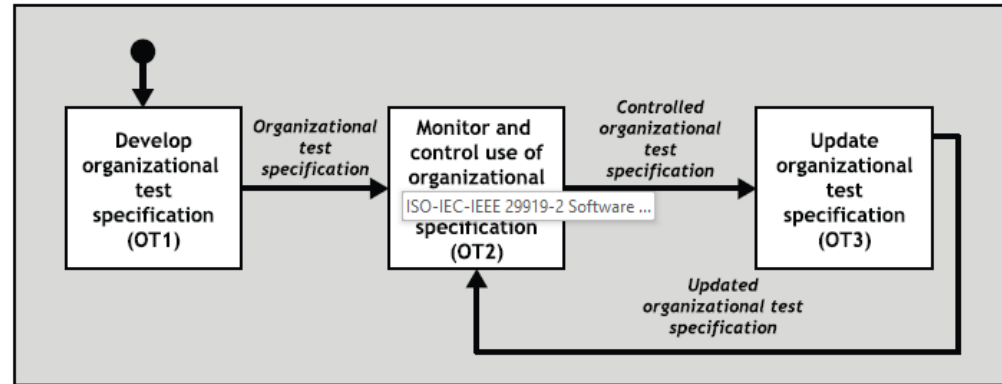 Develop
organizational
test
specification
(OT1)
Organizational
test
specification
Monitor and
control use of
organizational
ISO-IEC-IEEE 29919-2 Software ...
specification
(OT2)
Controlled
organizational
test
specification
Update
organizational
test
specification
(OT3)
Updated
organizational test
specification